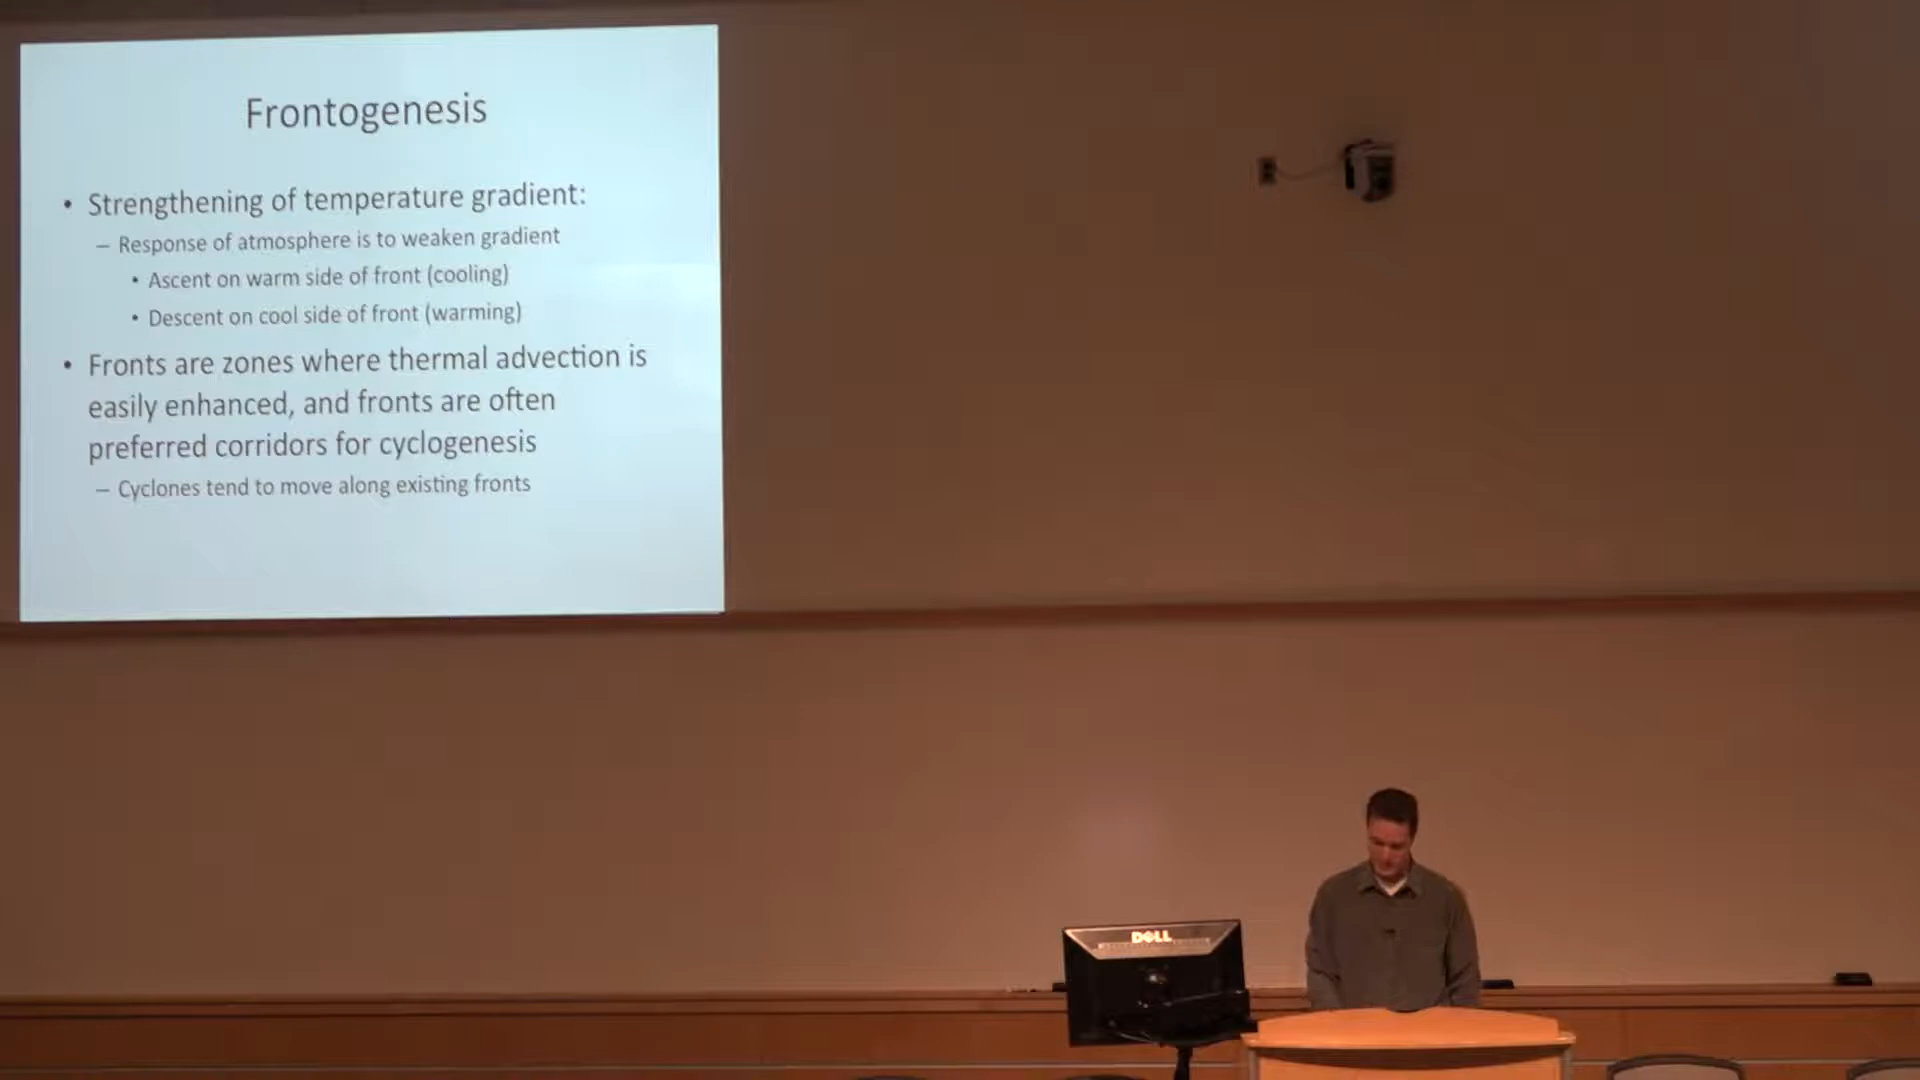 Frontogenesis
• Strengthening of temperature gradient:
– Response of atmosphere is to weaken gradient
• Ascent on warm side of front (cooling)
• Descent on cool side of front (warming)
• Fronts are zones where thermal advection is
easily enhanced, and fronts are often
preferred corridors for cyclogenesis
– Cyclones tend to move along existing fronts
DELL